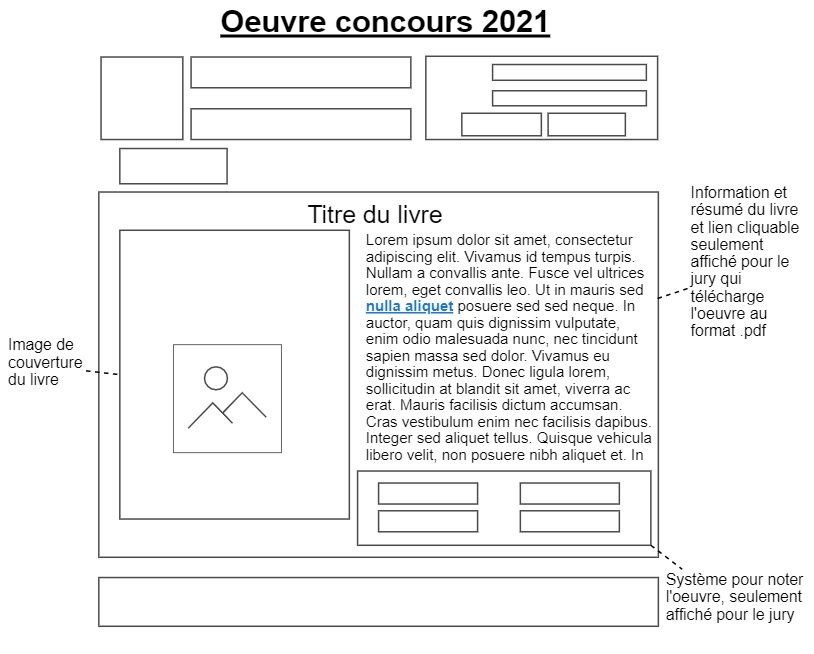 Oeuvre concours 2021
Titre du livre
Lorem ipsum dolor sit amet, consectetur
adipiscing elit. Vivamus id tempus turpis.
Nullam a convallis ante. Fusce vel ultrices
lorem, eget convallis leo. Ut in mauris sed
nulla aliquet posuere sed sed neque. In
auctor, quam quis dignissim vulputate,
enim odio malesuada nunc, nec tincidunt
sapien massa sed dolor. Vivamus eu
dignissim metus. Donec ligula lorem,
sollicitudin at blandit sit amet, viverra ac
erat. Mauris facilisis dictum accumsan.
Cras vestibulum enim nec facilisis dapibus.
Integer sed aliquet tellus. Quisque vehicula
libero velit, non posuere nibh aliquet et. In
Information et
résumé du livre
et lien cliquable
seulement
affiché pour le
jury qui
télécharge
l'oeuvre au
format .pdf
Image de
couverture
du livre
Système pour noter
l'oeuvre, seulement
affiché pour le jury